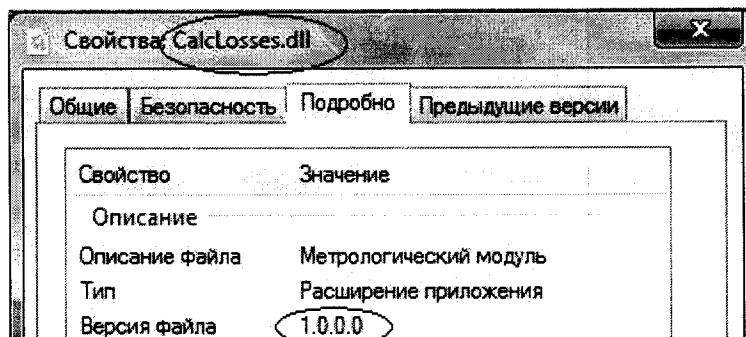 Свойства: CalcLosses.dll
Общие Безопасность Подробно Предыдущие версии
Свойство Значение
Описание
Описание файла Метрологический модуль
Тип Расширение приложения
Версия файла 1.0.0.0